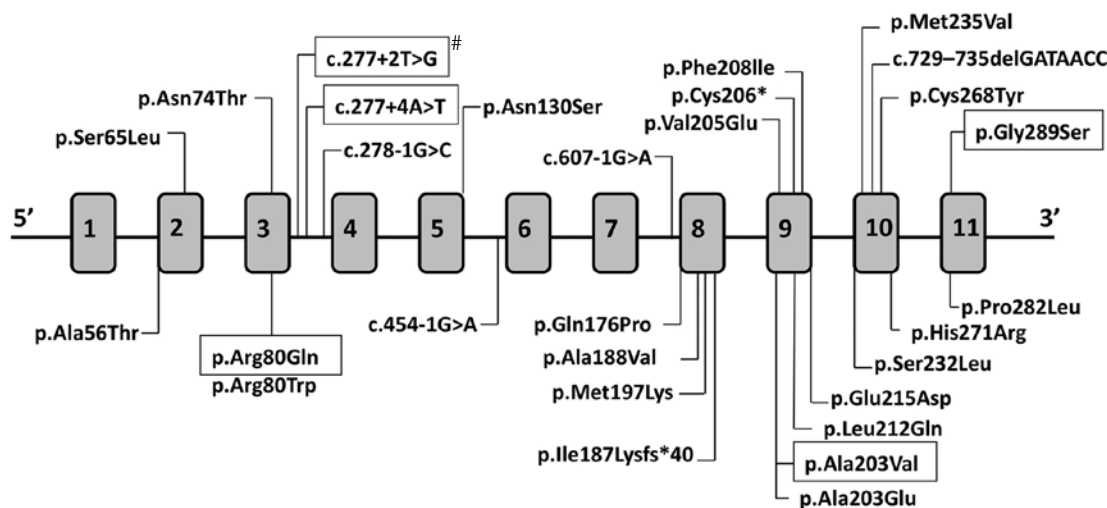 p.Met235Val
c.277+2T>G#
c.729–735delGATAACC
p.Phe208Ile
p.Asn74Thr
c.277+4A>T
p.Asn130Ser
p.Cys206*
p.Cys268Tyr
p.Val205Glu
p.Gly289Ser
p.Ser65Leu
c.278-1G>C
c.607-1G>A
5’ 1 2 3 4 5 6 7 8 9 10 11 3’
p.Ala56Thr
c.454-1G>A
p.Gln176Pro
p.Pro282Leu
p.His271Arg
p.Arg80Gln
p.Ala188Val
p.Ser232Leu
p.Arg80Trp
p.Met197Lys
p.Glu215Asp
p.Leu212Gln
p.Ile187Lysfs*40
p.Ala203Val
p.Ala203Glu